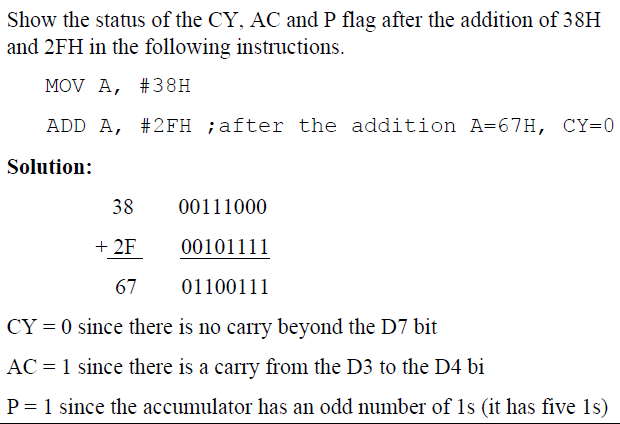 Show the status of the CY, AC and P flag after the addition of 38H
and 2FH in the following instructions.
MOV A, #38H
ADD A, #2FH ;after the addition A=67H, CY=0
Solution:
38 00111000
+ 2F 00101111
67 01100111
CY = 0 since there is no carry beyond the D7 bit
AC = 1 since there is a carry from the D3 to the D4 bi
P = 1 since the accumulator has an odd number of 1s (it has five 1s)